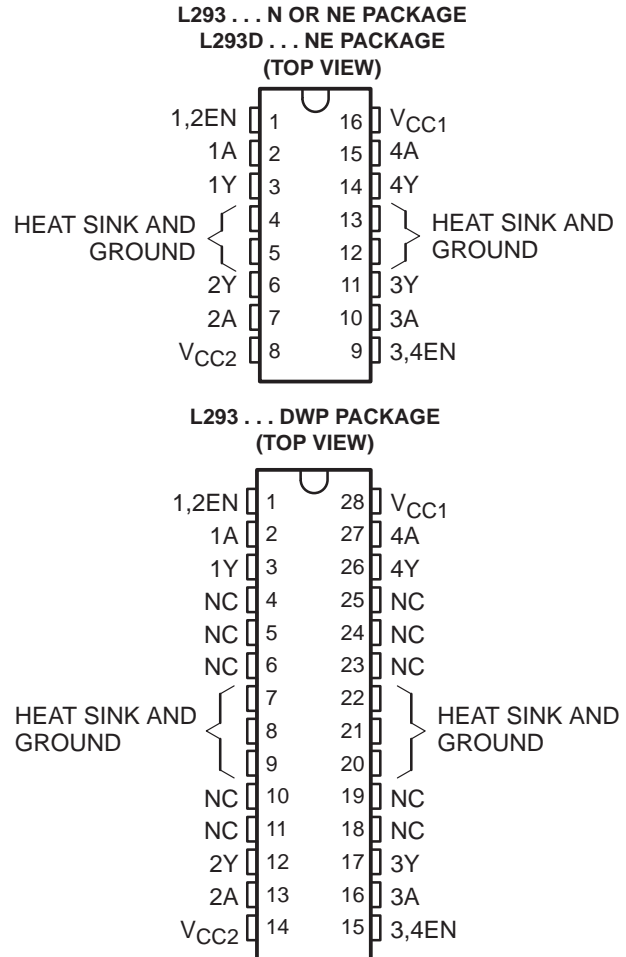 L293 . . . N OR NE PACKAGE
L293D . . . NE PACKAGE
(TOP VIEW)
1,2EN 1 16 VCC1
1A 2 15 4A
1Y 3 14 4Y
HEAT SINK AND
GROUND
4 13
5 12
HEAT SINK AND
GROUND
2Y 6 11 3Y
2A 7 10 3A
VCC2 8 9 3,4EN
L293 . . . DWP PACKAGE
(TOP VIEW)
1,2EN 1 28 VCC1
1A 2 27 4A
1Y 3 26 4Y
NC 4 25 NC
NC 5 24 NC
NC 6 23 NC
HEAT SINK AND
GROUND
7 22
8 21
9 20
HEAT SINK AND
GROUND
NC 10 19 NC
NC 11 18 NC
2Y 12 17 3Y
2A 13 16 3A
VCC2 14 15 3,4EN